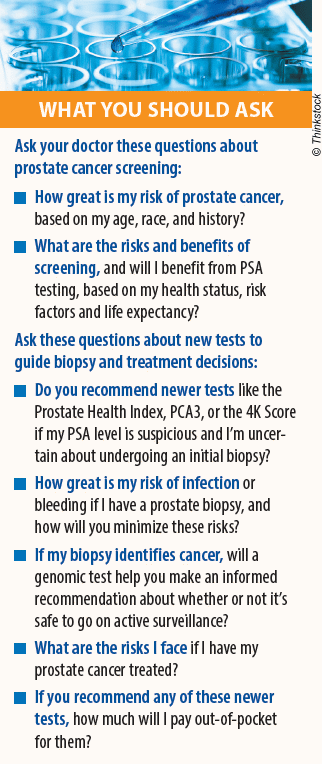 © Thinkstock
WHAT YOU SHOULD ASK
Ask your doctor these questions about
prostate cancer screening:
How great is my risk of prostate cancer,
based on my age, race, and history?
What are the risks and benefits of
screening, and will I benefit from PSA
testing, based on my health status, risk
factors and life expectancy?
Ask these questions about new tests to
guide biopsy and treatment decisions:
Do you recommend newer tests like the
Prostate Health Index, PCA3, or the 4K Score
if my PSA level is suspicious and I'm uncer-
tain about undergoing an initial biopsy?
How great is my risk of infection or
bleeding if I have a prostate biopsy, and
how will you minimize these risks?
If my biopsy identifies cancer, will a
genomic test help you make an informed
recommendation about whether or not it's
safe to go on active surveillance?
What are the risks I face if I have my
prostate cancer treated?
If you recommend any of these newer
tests, how much will I pay out-of-pocket
for them?